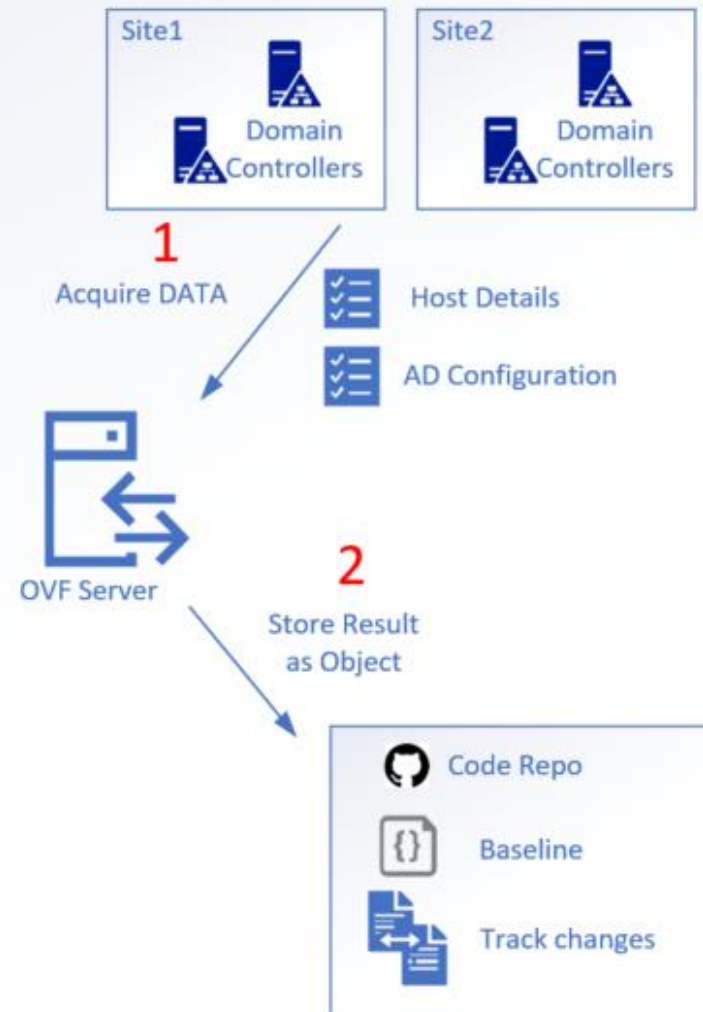 Site1
Domain
Controllers
Site2
Domain
Controllers
1
Acquire DATA
Host Details
AD Configuration
OVF Server
2
Store Result
as Object
Code Repo
{}
Baseline
Track changes